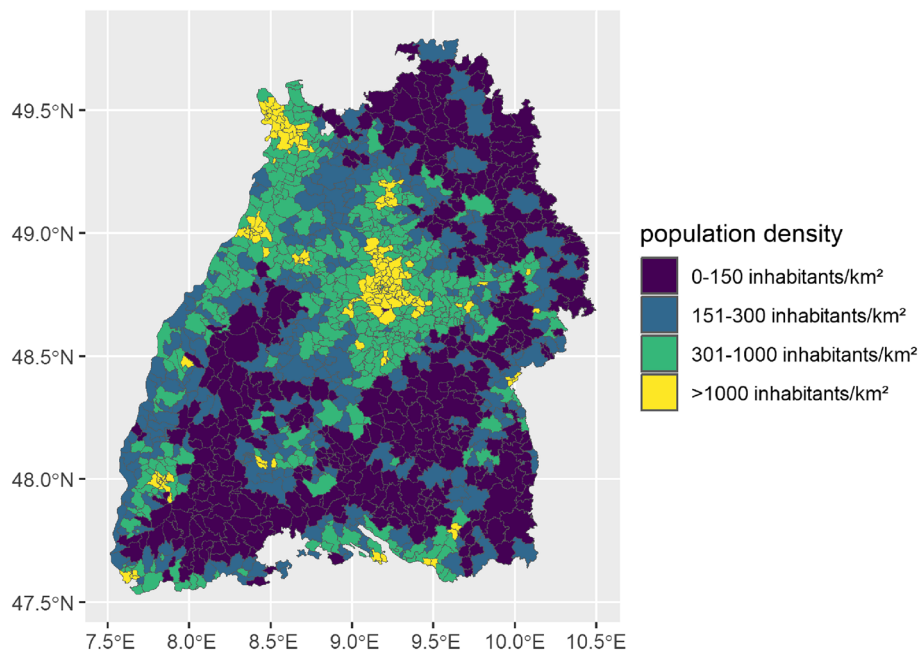 49.5°N
49.0°N
48.5°N
48.0°N
47.5°N
7.5°E 8.0°E 8.5°E 9.0°E 9.5°E 10.0°E 10.5°E
population density
0-150 inhabitants/km²
151-300 inhabitants/km²
301-1000 inhabitants/km²
>1000 inhabitants/km²